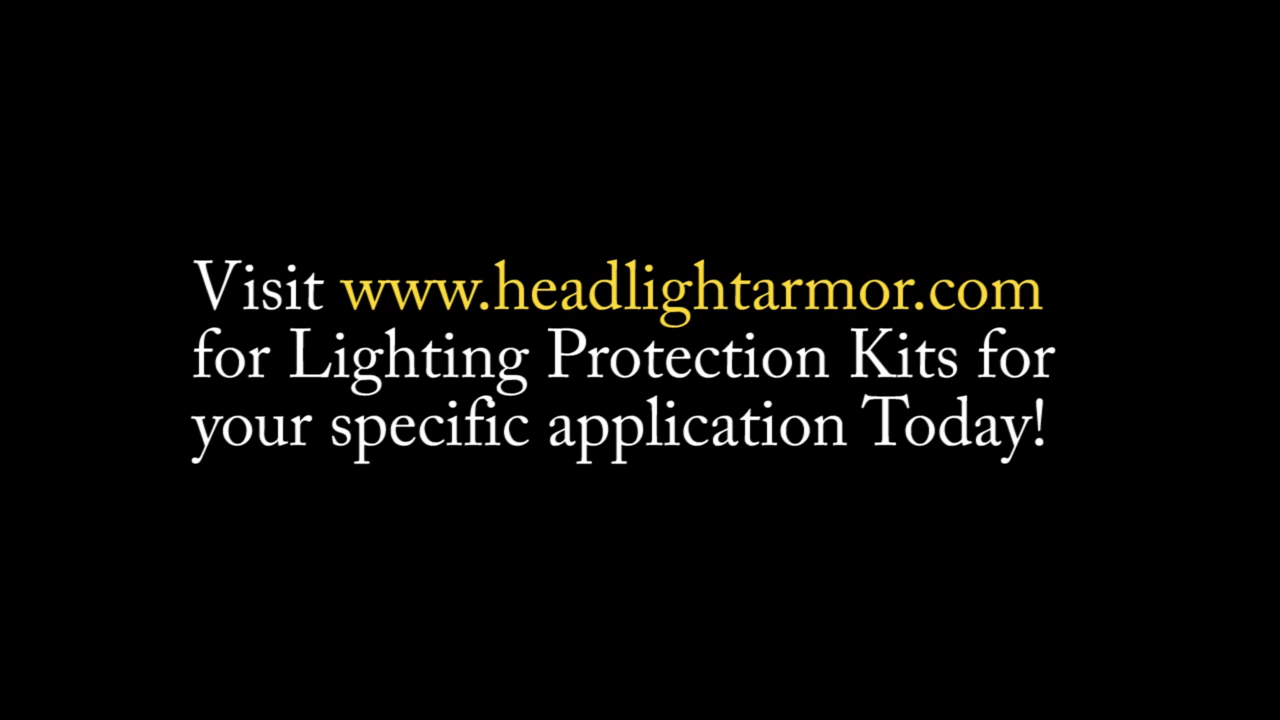 Visit www.headlightarmor.com
for Lighting Protection Kits for
your specific application Today!